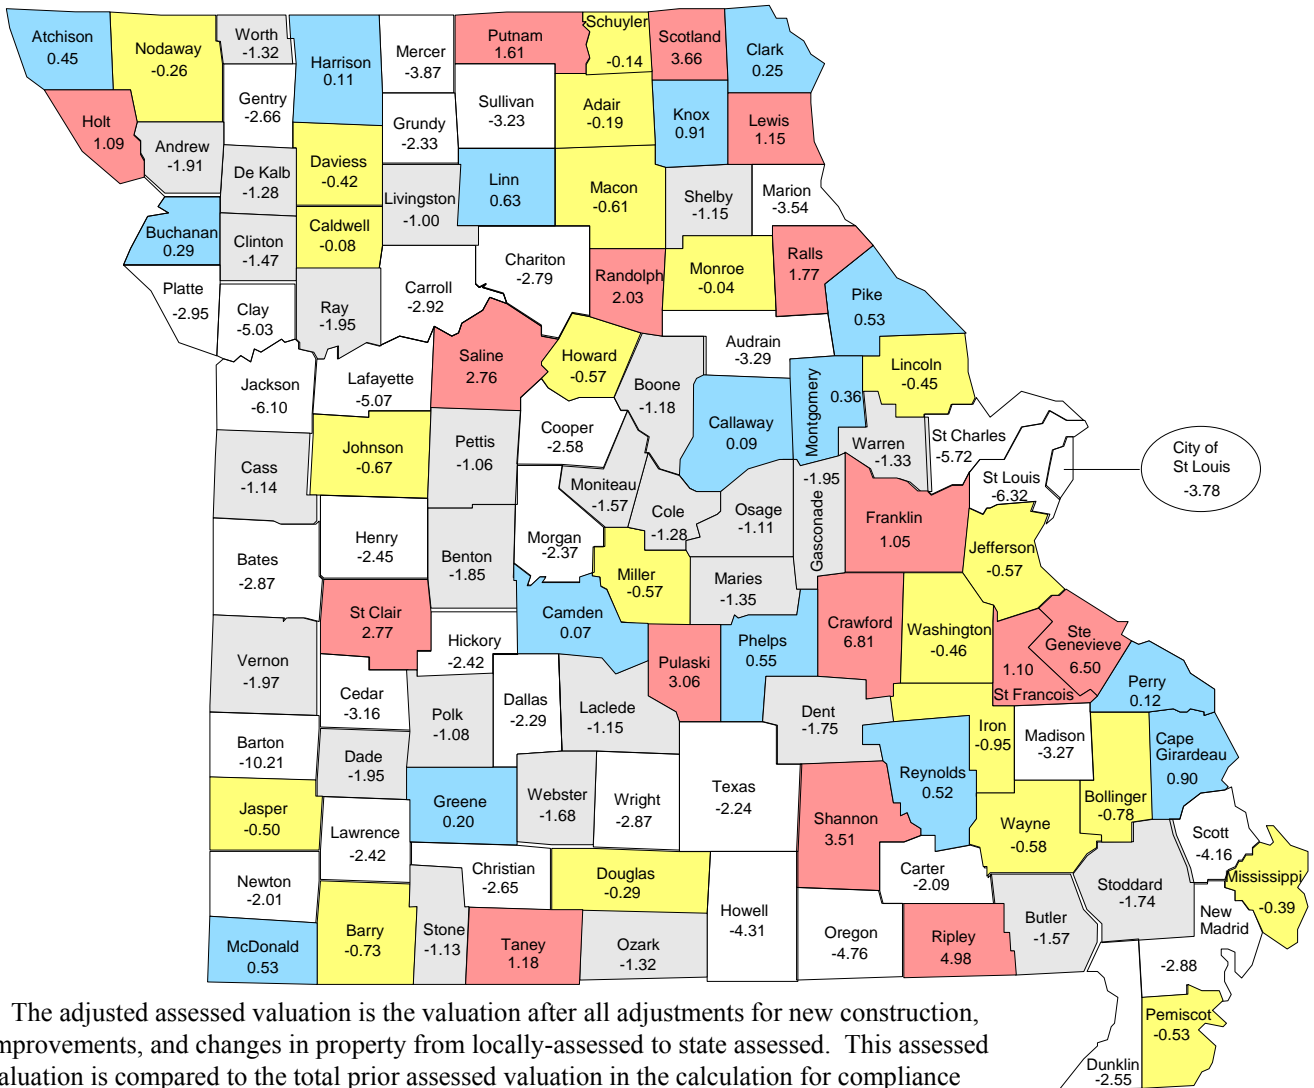 Atchison
0.45
Nodaway
-0.26
Worth
-1.32
Harrison
0.11
Mercer
-3.87
Putnam
1.61
Schuyler
-0.14
Scotland
3.66
Clark
0.25
Holt
1.09
Andrew
-1.91
Gentry
-2.66
De Kalb
-1.28
Daviess
-0.42
Grundy
-2.33
Sullivan
-3.23
Adair
-0.19
Knox
0.91
Lewis
1.15
Livingston
-1.00
Linn
0.63
Macon
-0.61
Shelby
-1.15
Marion
-3.54
Buchanan
0.29
Clinton
-1.47
Caldwell
-0.08
Chariton
-2.79
Randolph
2.03
Monroe
-0.04
Ralls
1.77
Pike
0.53
Platte
-2.95
Clay
-5.03
Ray
-1.95
Carroll
-2.92
Saline
2.76
Howard
-0.57
Boone
-1.18
Audrain
-3.29
Lincoln
-0.45
Jackson
-6.10
Lafayette
-5.07
Cooper
-2.58
Callaway
0.09
Montgomery
0.36
Warren
-1.33
St Charles
-5.72
City of
St Louis
-3.78
Cass
-1.14
Johnson
-0.67
Pettis
-1.06
Moniteau
-1.57
Cole
-1.28
Osage
-1.11
Gasconade
-1.95
Franklin
1.05
St Louis
-6.32
Jefferson
-0.57
Bates
-2.87
Henry
-2.45
Benton
-1.85
Morgan
-2.37
Miller
-0.57
Maries
-1.35
Camden
0.07
Phelps
0.55
Crawford
6.81
Washington
-0.46
1.10
St Francois
Ste
Genevieve
6.50
Perry
0.12
Vernon
-1.97
St Clair
2.77
Hickory
-2.42
Pulaski
3.06
Cedar
-3.16
Polk
-1.08
Dallas
-2.29
Laclede
-1.15
Dent
-1.75
Iron
-0.95
Madison
-3.27
Cape
Girardeau
0.90
Barton
-10.21
Dade
-1.95
Greene
0.20
Webster
-1.68
Wright
-2.87
Texas
-2.24
Reynolds
0.52
Bollinger
-0.78
Jasper
-0.50
Lawrence
-2.42
Shannon
3.51
Wayne
-0.58
Scott
-4.16
Newton
-2.01
Christian
-2.65
Douglas
-0.29
Howell
-4.31
Carter
-2.09
Butler
-1.57
Stoddard
-1.74
Mississippi
-0.39
New
Madrid
-2.88
McDonald
0.53
Barry
-0.73
Stone
-1.13
Taney
1.18
Ozark
-1.32
Oregon
-4.76
Ripley
4.98
Pemiscot
-0.53
Dunklin
-2.55
The adjusted assessed valuation is the valuation after all adjustments for new construction,
mprovements, and changes in property from locally-assessed to state assessed. This assessed
aluation is compared to the total prior assessed valuation in the calculation for compliance